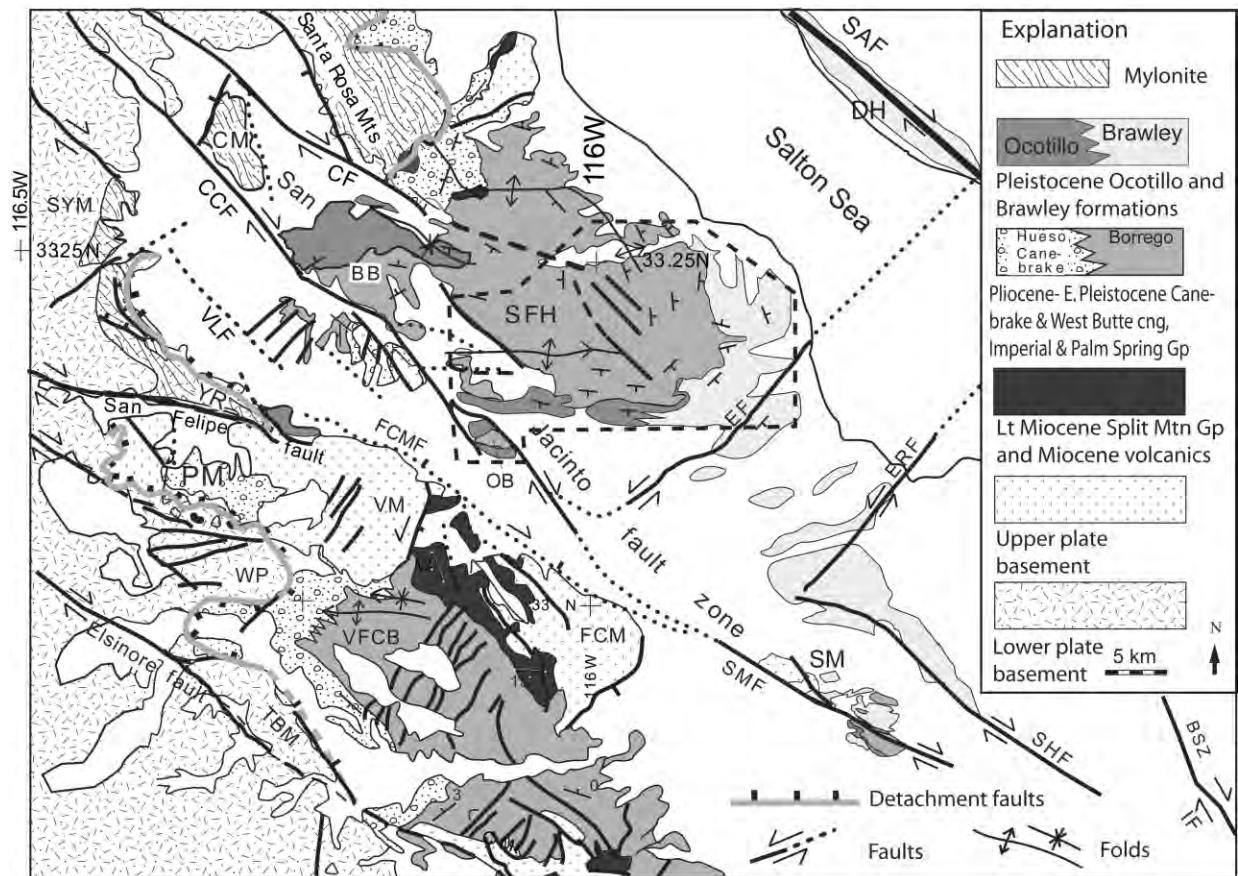 Explanation
Mylonite
Ocotillo
Brawley
Pleistocene Ocotillo and
Brawley formations
Hueso
Cane-
brake
Borrego
Pliocene- E. Pleistocene Cane-
brake & West Butte cng,
Imperial & Palm Spring Gp
Lt Miocene Split Mtn Gp
and Miocene volcanics
Upper plate
basement
Lower plate
basement
5 km
N
Detachment faults
Faults
Folds
Santa Rosa Mts
116W
SAF
DH
Salton Sea
CM
San
CF
CCF
116.5W
SYM
3325N
BB
33.25N
SFH
VLF
YR
San
Felipe
fault
FCMF
Jacinto
EF
OB
ERF
PM
VM
fault
WP
zone
33
N
FCM
VFCB
116W
SM
SMF
Elsinore
fault
TBM
SHF
BSZ
IF